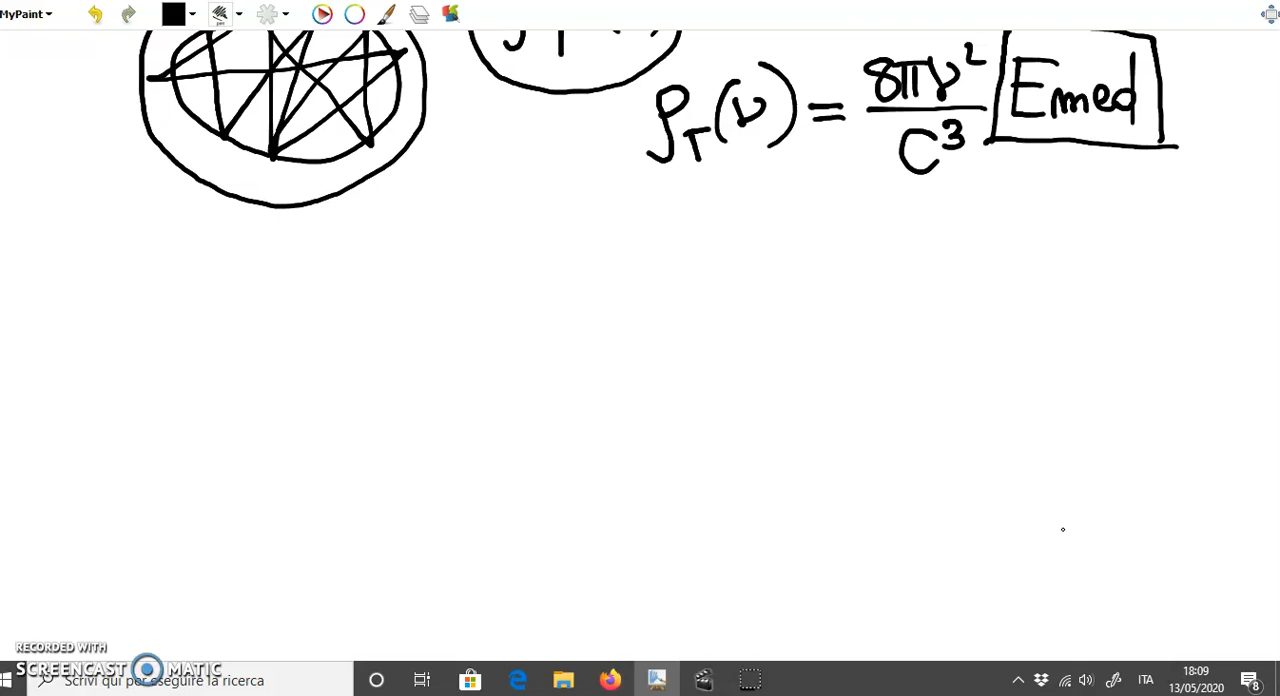 MyPaint
ρT(ν) = 8πν²/C³ Emed
RECORDED WITH
SCREENCAST MATIC
Scrivi qui per eseguire la ricerca
18:09
ITA
13/05/2020
8